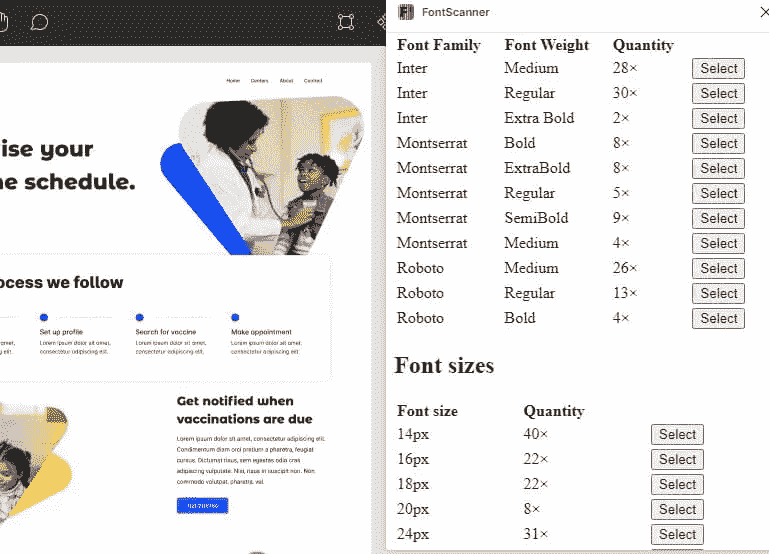 FontScanner
Font Family Font Weight Quantity
Inter Medium 28× Select
Inter Regular 30× Select
Inter Extra Bold 2× Select
Montserrat Bold 8× Select
Montserrat ExtraBold 8× Select
Montserrat Regular 5× Select
Montserrat SemiBold 9× Select
Montserrat Medium 4× Select
Roboto Medium 26× Select
Roboto Regular 13× Select
Roboto Bold 4× Select
Font sizes
Font size Quantity
14px 40× Select
16px 22× Select
18px 22× Select
20px 8× Select
24px 31× Select
Home Centers About Contact
ise your
e schedule.
ocess we follow
Set up profile
Lorem ipsum dolor sit amet,
consectetur adipiscing elit.
Search for vaccine
Lorem ipsum dolor sit amet,
consectetur adipiscing elit.
Make appointment
Lorem ipsum dolor sit amet,
consectetur adipiscing elit.
sit amet,
elit.
Get notified when
vaccinations are due
Lorem ipsum dolor sit amet, consectetur adipiscing elit.
Condimentum diam orci pretium a pharetra, feugiat
cursus. Dictumst risus, sem egestas odio cras
adipiscing vulputate. Nisi, risus in suscipit non. Non
commodo volutpat, pharetra, vel.